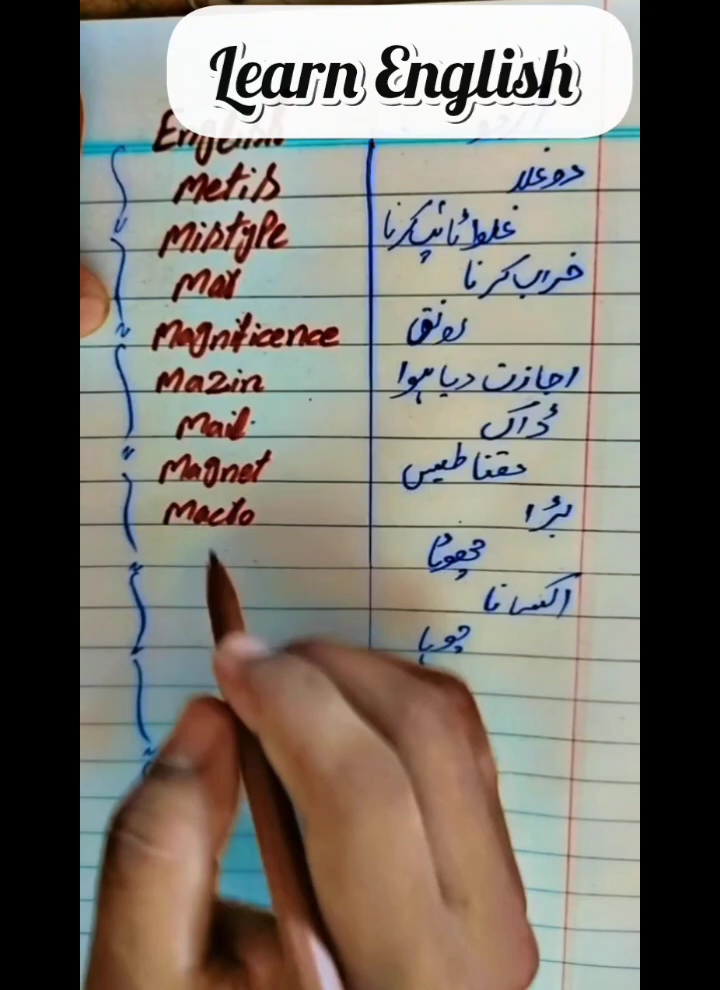 Learn English
English
Metis دوغلا
Mistype غلط ٹائپ کرنا
Mar خراب کرنا
Magnificence رونق
Mazin اجازت دیا ہوا
Mail ڈاک
Magnet مقناطیس
Macro بڑا
چھوٹا
اکسانا
چوہا